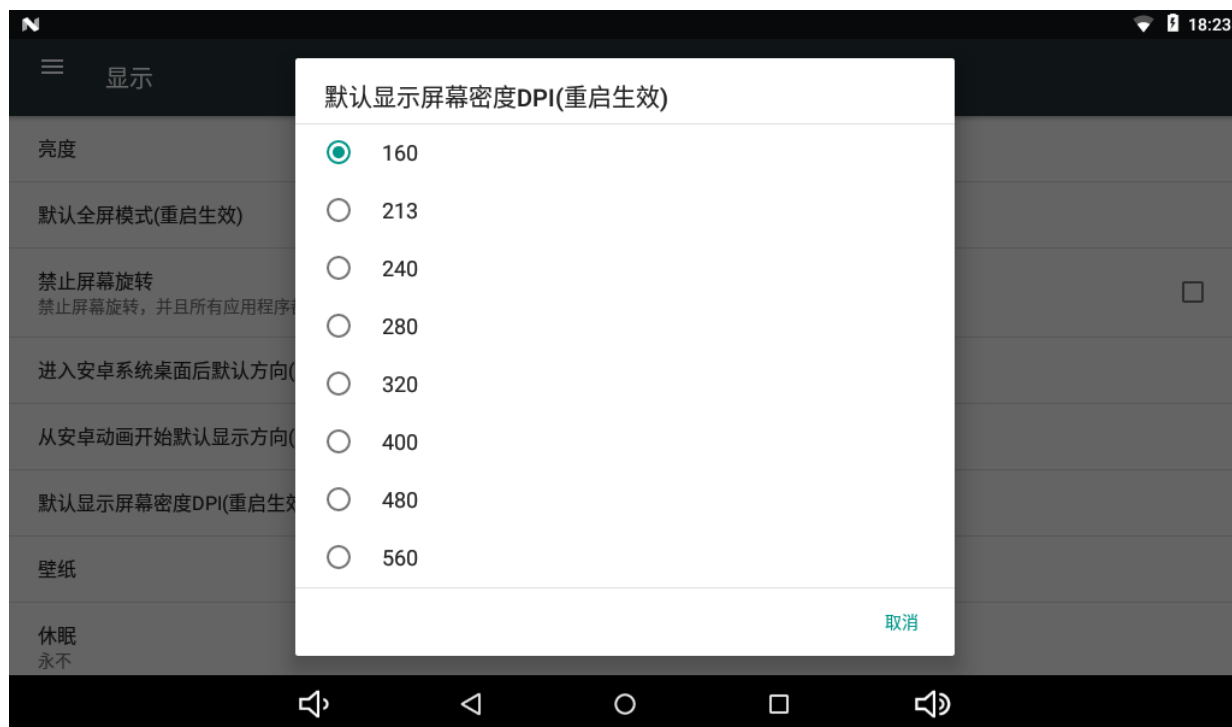 18:23
显示
默认显示屏幕密度DPI(重启生效)
160
213
240
280
320
400
480
560
取消
亮度
默认全屏模式(重启生效)
禁止屏幕旋转
禁止屏幕旋转，并且所有应用程序
进入安卓系统桌面后默认方向(
从安卓动画开始默认显示方向(
默认显示屏幕密度DPI(重启生效
壁纸
休眠
永不